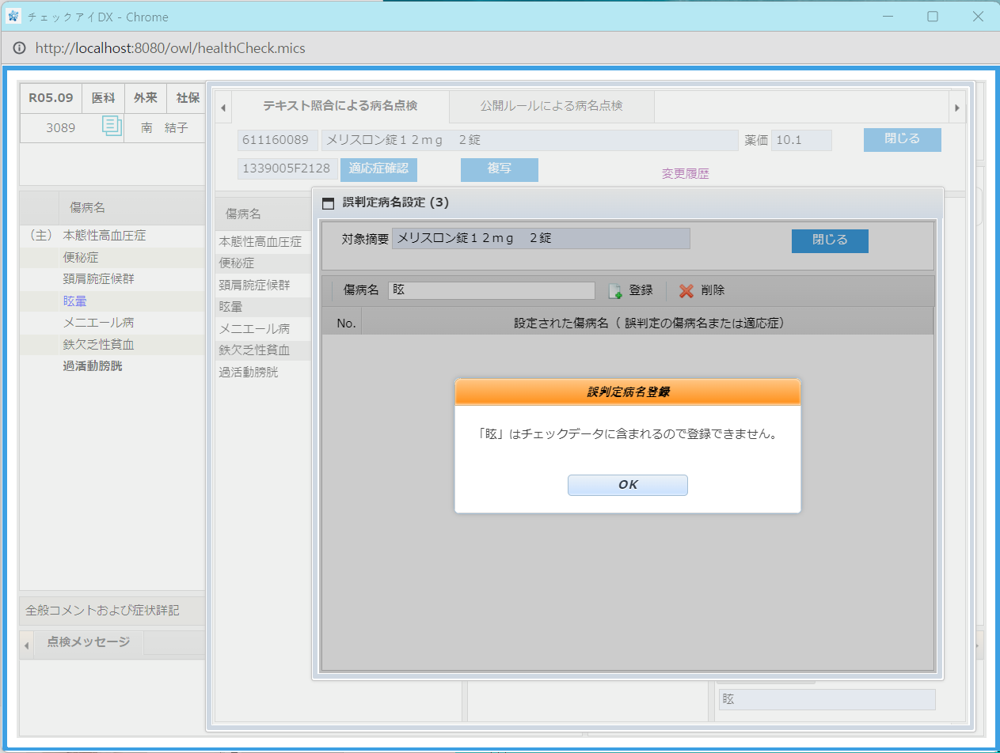 チェックアイDX - Chrome
http://localhost:8080/owl/healthCheck.mics
R05.09 医科 外来 社保
3089 南 結子
傷病名
(主) 本態性高血圧症
便秘症
頚肩腕症候群
眩暈
メニエール病
鉄欠乏性貧血
過活動膀胱
全般コメントおよび症状詳記
点検メッセージ
テキスト照合による病名点検 公開ルールによる病名点検
611160089 メリスロン錠１２ｍｇ　２錠 薬価 10.1 閉じる
1339005F2128 適応症確認 複写 変更履歴
傷病名
本態性高血圧症
便秘症
頚肩腕症候群
眩暈
メニエール病
鉄欠乏性貧血
過活動膀胱
誤判定病名設定 (3)
対象摘要 メリスロン錠１２ｍｇ　２錠 閉じる
傷病名 眩 登録 削除
No. 設定された傷病名（ 誤判定の傷病名または適応症）
誤判定病名登録
「眩」はチェックデータに含まれるので登録できません。
OK
眩